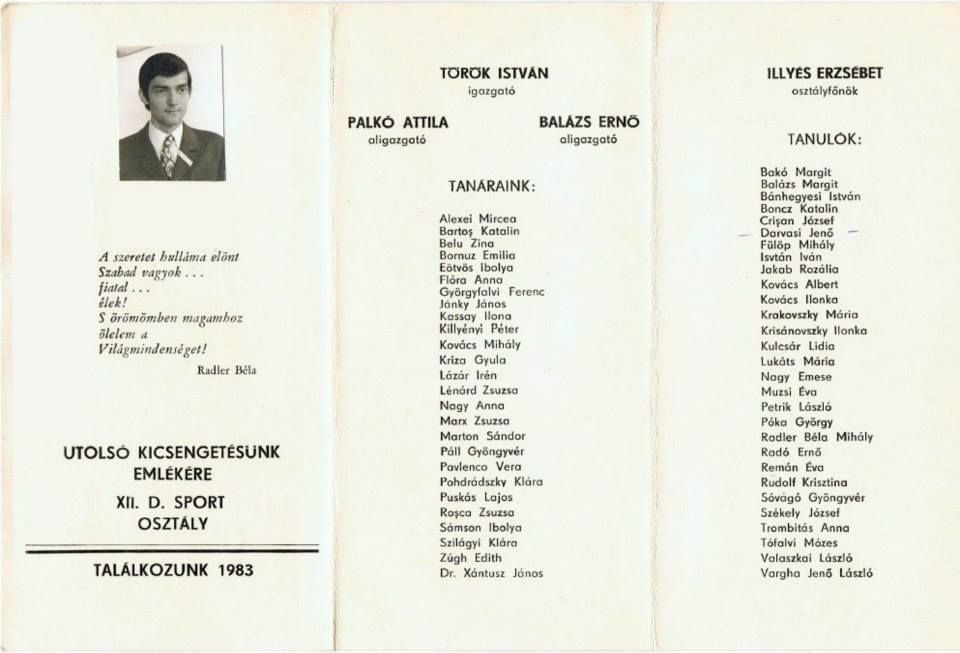 A szeretet hulláma elönt
Szabad vagyok . . .
fiatal . . .
élek!
S örömömben magamhoz
ölelem a
Világmindenséget!
Radler Béla
UTOLSÓ KICSENGETÉSÜNK
EMLÉKÉRE
XII. D. SPORT
OSZTÁLY
TALÁLKOZUNK 1983
TÖRÖK ISTVÁN
igazgató
PALKÓ ATTILA
aligazgató
BALÁZS ERNŐ
aligazgató
TANÁRAINK:
Alexei Mircea
Bartoş Katalin
Belu Zina
Bornuz Emilia
Eötvös Ibolya
Flóra Anna
Györgyfalvi Ferenc
Jánky János
Kassay Ilona
Killyényi Péter
Kovács Mihály
Kriza Gyula
Lázár Irén
Lénárd Zsuzsa
Nagy Anna
Marx Zsuzsa
Marton Sándor
Páll Gyöngyvér
Pavlenco Vera
Pohdrádszky Klára
Puskás Lajos
Roşca Zsuzsa
Sámson Ibolya
Szilágyi Klára
Zúgh Edith
Dr. Xántusz János
ILLYÉS ERZSÉBET
osztályfőnök
TANULÓK:
Bakó Margit
Balázs Margit
Bánhegyesi István
Boncz Katalin
Crişan József
Darvasi Jenő
Fülöp Mihály
Isvtán Iván
Jakab Rozália
Kovács Albert
Kovács Ilonka
Krakovszky Mária
Krisánovszky Ilonka
Kulcsár Lidia
Lukáts Mária
Nagy Emese
Muzsi Éva
Petrik László
Póka György
Radler Béla Mihály
Radó Ernő
Remán Éva
Rudolf Krisztina
Sóvágó Gyöngyvér
Székely József
Trombitás Anna
Tófalvi Mózes
Valaszkai László
Vargha Jenő László